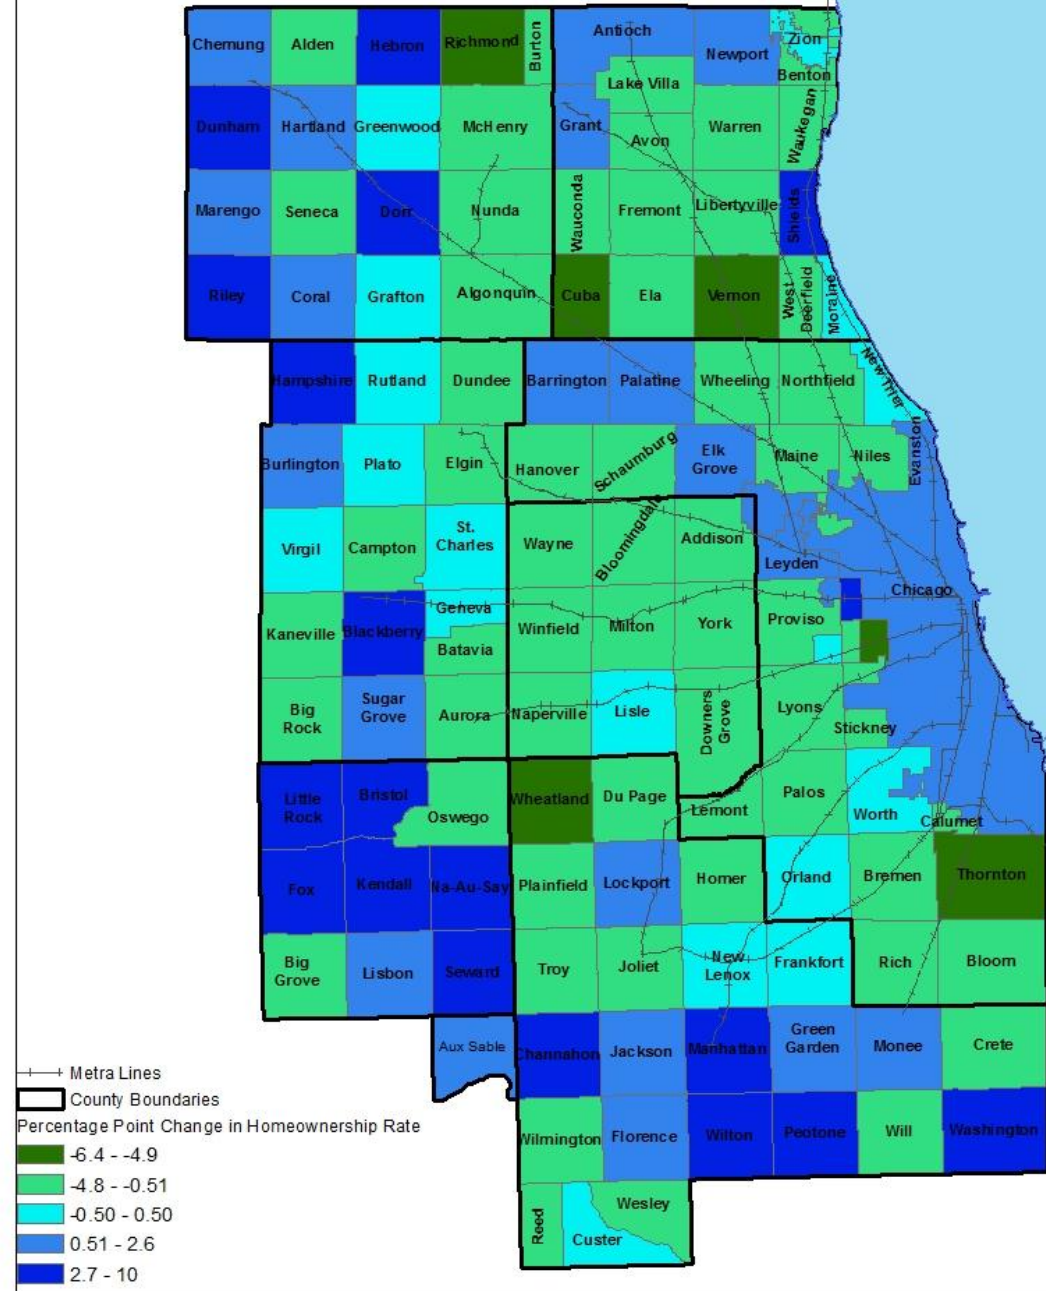 Chemung
Alden
Hebron
Richmond
Burton
Antioch
Newport
Zion
Benton
Lake Villa
Dunham
Hartland
Greenwood
McHenry
Grant
Avon
Warren
Waukegan
Marengo
Seneca
Dorr
Nunda
Wauconda
Fremont
Libertyville
Shields
Riley
Coral
Grafton
Algonquin
Cuba
Ela
Vernon
West
Deerfield
Moraine
Hampshire
Rutland
Dundee
Barrington
Palatine
Wheeling
Northfield
New Trier
Burlington
Plato
Elgin
Hanover
Schaumburg
Elk
Grove
Maine
Niles
Evanston
Virgil
Campton
St.
Charles
Wayne
Bloomingdale
Addison
Leyden
Chicago
Kaneville
Blackberry
Geneva
Batavia
Winfield
Milton
York
Proviso
Big
Rock
Sugar
Grove
Aurora
Naperville
Lisle
Downers
Grove
Lyons
Stickney
Little
Rock
Bristol
Oswego
Wheatland
Du Page
Lemont
Palos
Worth
Calumet
Fox
Kendall
Na-Au-Say
Plainfield
Lockport
Homer
Orland
Bremen
Thornton
Big
Grove
Lisbon
Seward
Troy
Joliet
New
Lenox
Frankfort
Rich
Bloom
Aux Sable
Channahon
Jackson
Manhattan
Green
Garden
Monee
Crete
Wilmington
Florence
Wilton
Peotone
Will
Washington
Reed
Custer
Wesley
Metra Lines
County Boundaries
Percentage Point Change in Homeownership Rate
-6.4 - -4.9
-4.8 - -0.51
-0.50 - 0.50
0.51 - 2.6
2.7 - 10